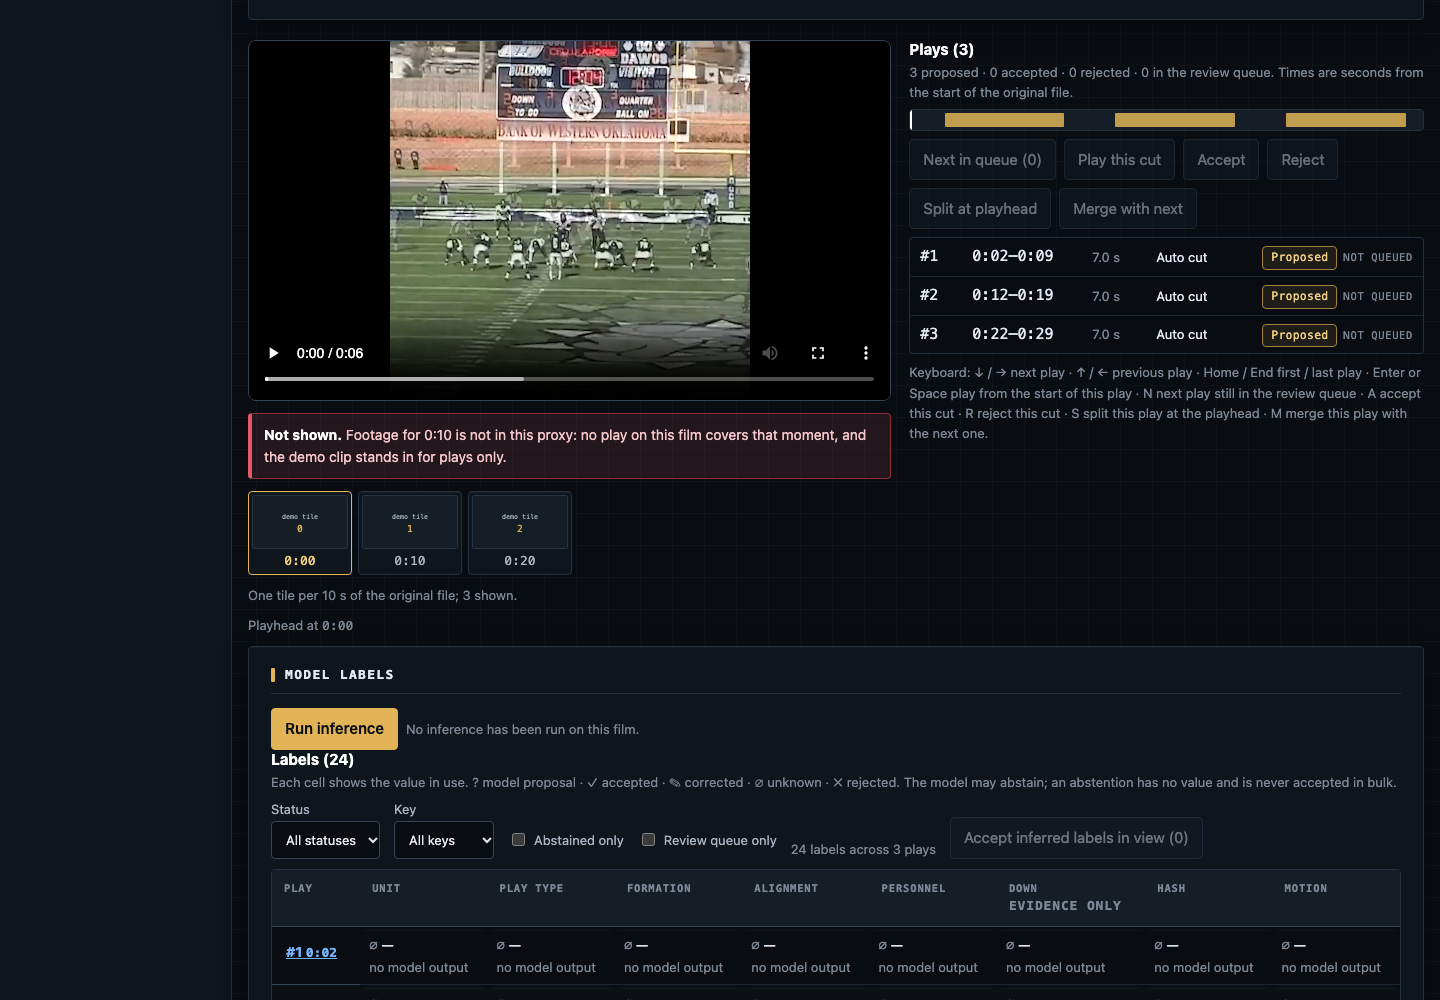 DAWGS
BULLDOGS
VISITOR
12:04
DOWN
QUARTER
TO GO
BALL ON
BANK OF WESTERN OKLAHOMA
0:00 / 0:06
Not shown. Footage for 0:10 is not in this proxy: no play on this film covers that moment, and
the demo clip stands in for plays only.
demo tile
0
0:00
demo tile
1
0:10
demo tile
2
0:20
One tile per 10 s of the original file; 3 shown.
Playhead at 0:00
Plays (3)
3 proposed · 0 accepted · 0 rejected · 0 in the review queue. Times are seconds from
the start of the original file.
Next in queue (0)
Play this cut
Accept
Reject
Split at playhead
Merge with next
#1 0:02–0:09 7.0 s Auto cut Proposed NOT QUEUED
#2 0:12–0:19 7.0 s Auto cut Proposed NOT QUEUED
#3 0:22–0:29 7.0 s Auto cut Proposed NOT QUEUED
Keyboard: ↓ / → next play · ↑ / ← previous play · Home / End first / last play · Enter or
Space play from the start of this play · N next play still in the review queue · A accept
this cut · R reject this cut · S split this play at the playhead · M merge this play with
the next one.
MODEL LABELS
Run inference No inference has been run on this film.
Labels (24)
Each cell shows the value in use. ? model proposal · ✓ accepted · ✎ corrected · ∅ unknown · ✕ rejected. The model may abstain; an abstention has no value and is never accepted in bulk.
Status
Key
All statuses
All keys
Abstained only
Review queue only
24 labels across 3 plays
Accept inferred labels in view (0)
PLAY UNIT PLAY TYPE FORMATION ALIGNMENT PERSONNEL DOWN HASH MOTION
EVIDENCE ONLY
#1 0:02 ∅ — ∅ — ∅ — ∅ — ∅ — ∅ — ∅ — ∅ —
no model output no model output no model output no model output no model output no model output no model output no model output